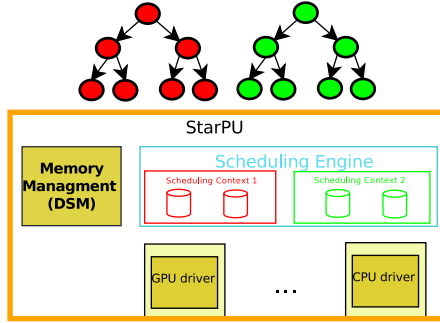 StarPU
Memory
Managment
(DSM)
Scheduling Engine
Scheduling Context 1
Scheduling Context 2
GPU driver
...
CPU driver